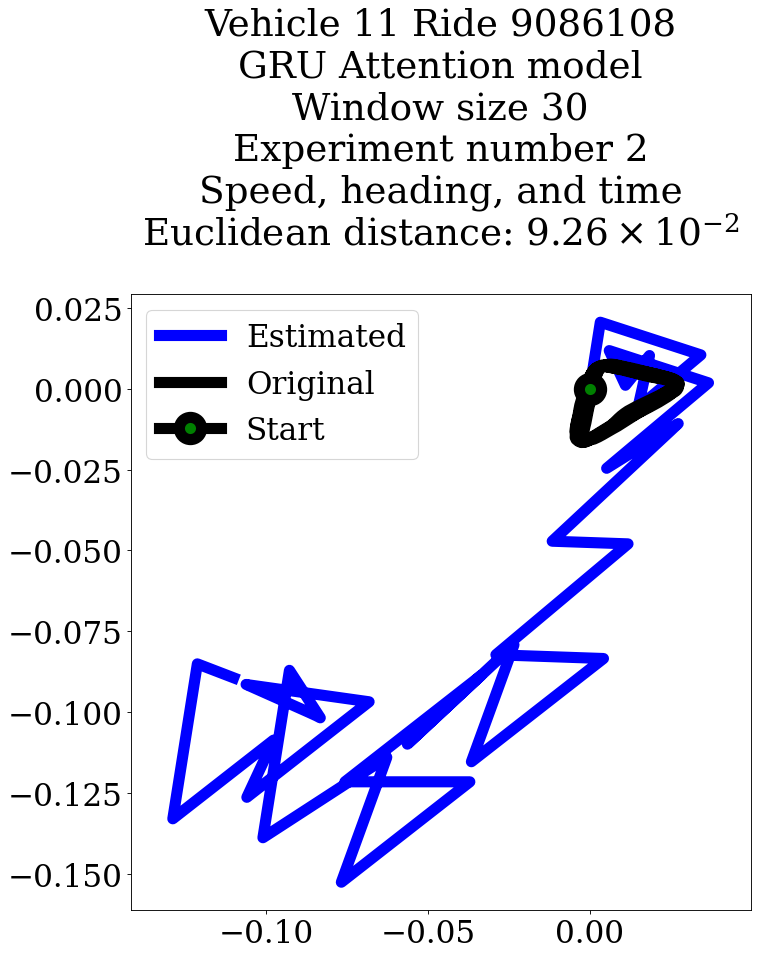 Vehicle 11 Ride 9086108
GRU Attention model
Window size 30
Experiment number 2
Speed, heading, and time
Euclidean distance: 9.26 × 10⁻²
0.025
0.000
−0.025
−0.050
−0.075
−0.100
−0.125
−0.150
Estimated
Original
Start
−0.10 −0.05 0.00